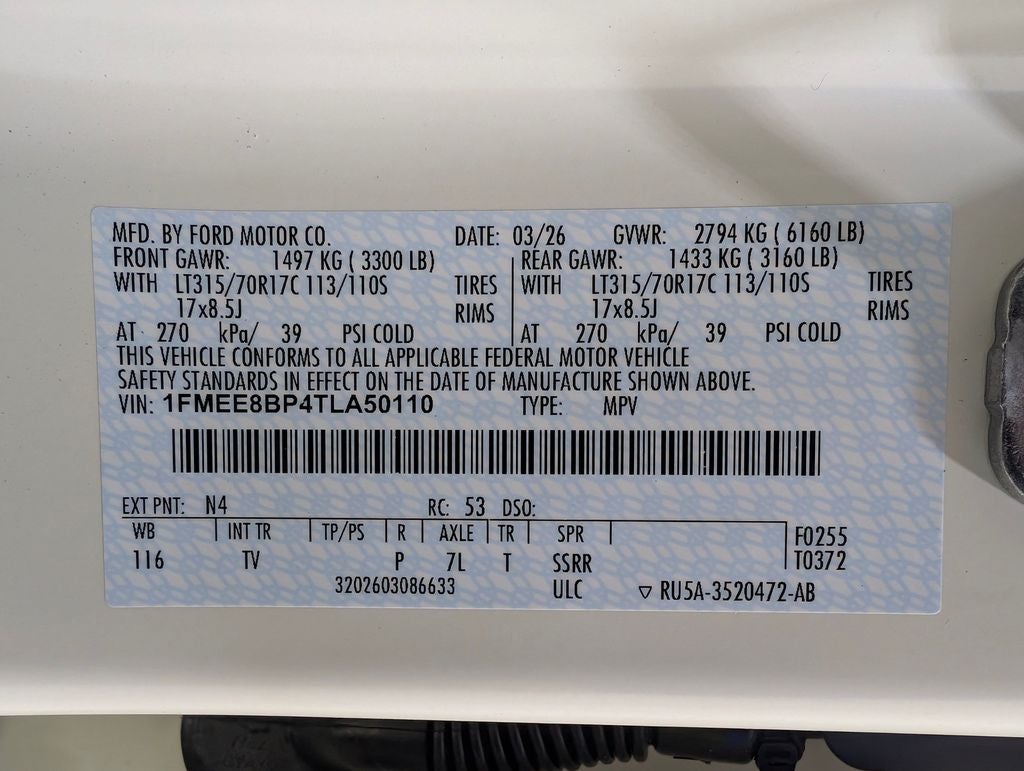 MFD. BY FORD MOTOR CO. DATE: 03/26 GVWR: 2794 KG ( 6160 LB)
FRONT GAWR: 1497 KG ( 3300 LB) REAR GAWR: 1433 KG ( 3160 LB)
WITH LT315/70R17C 113/110S TIRES WITH LT315/70R17C 113/110S TIRES
17x8.5J RIMS 17x8.5J RIMS
AT 270 kPa/ 39 PSI COLD AT 270 kPa/ 39 PSI COLD
THIS VEHICLE CONFORMS TO ALL APPLICABLE FEDERAL MOTOR VEHICLE
SAFETY STANDARDS IN EFFECT ON THE DATE OF MANUFACTURE SHOWN ABOVE.
VIN: 1FMEE8BP4TLA50110 TYPE: MPV
EXT PNT: N4 RC: 53 DSO:
WB INT TR TP/PS R AXLE TR SPR F0255
116 TV P 7L T SSRR T0372
3202603086633 ULC ▽ RU5A-3520472-AB